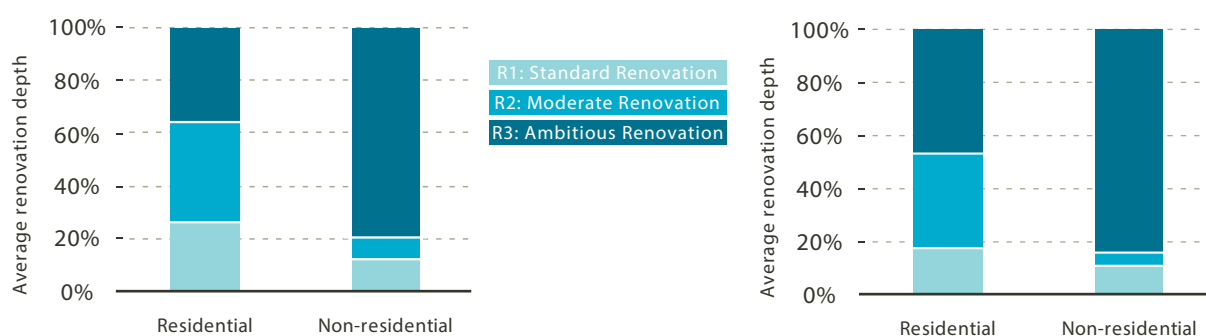 Average renovation depth
100%
80%
60%
40%
20%
0%
Residential
Non-residential
R1: Standard Renovation
R2: Moderate Renovation
R3: Ambitious Renovation
Average renovation depth
100%
80%
60%
40%
20%
0%
Residential
Non-residential